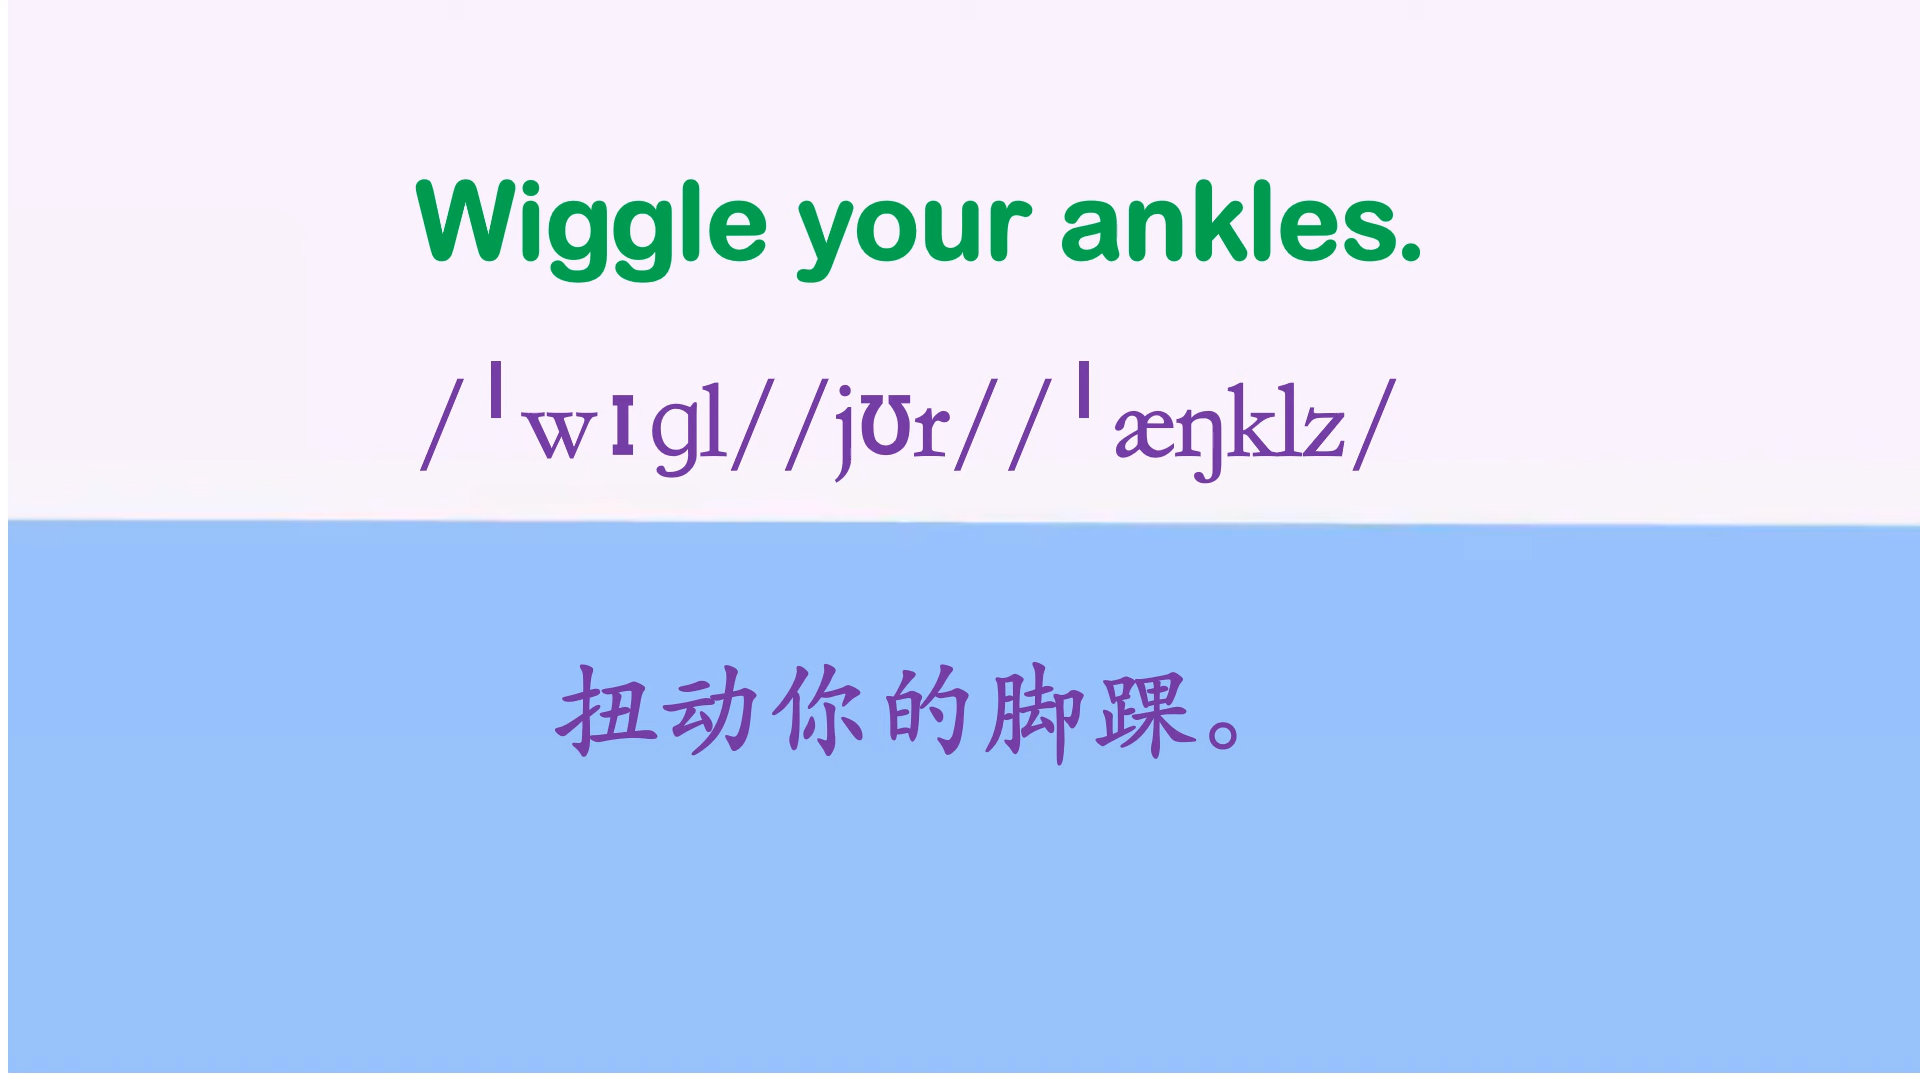 Wiggle your ankles.
/ˈwɪɡl//jʊr//ˈæŋklz/
扭动你的脚踝。